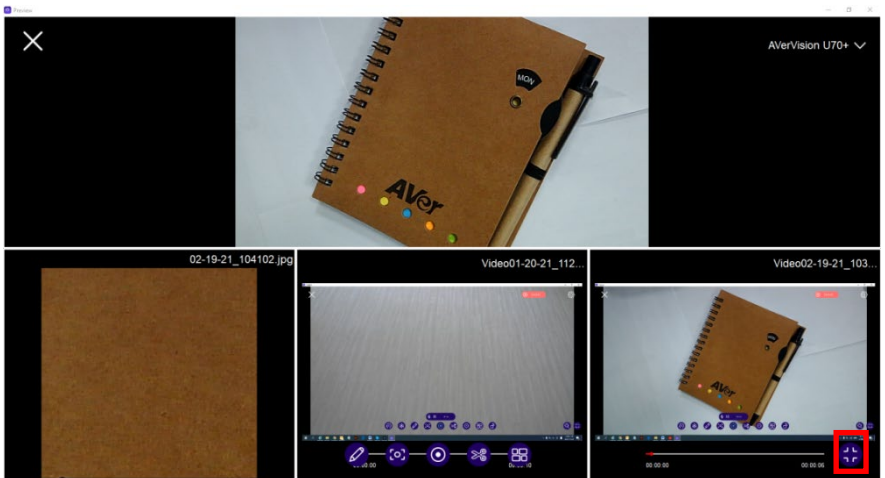 Preview
AVerVision U70+
MON
AVer
02-19-21_104102.jpg
Video01-20-21_112...
Video02-19-21_103...
AVer
00:00:00
00:00:06